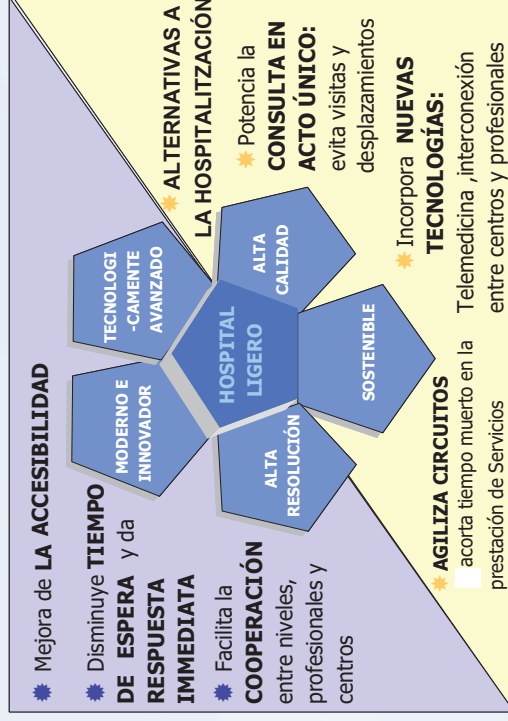 Mejora de LA ACCESIBILIDAD
Disminuye TIEMPO
DE ESPERA y da
RESPUESTA
IMMEDIATA
Facilita la
COOPERACIÓN
entre niveles,
profesionales y
centros
MODERNO E
INNOVADOR
TECNOLOGI
-CAMENTE
AVANZADO
HOSPITAL
LIGERO
ALTA
RESOLUCIÓN
ALTA
CALIDAD
SOSTENIBLE
ALTERNATIVAS A
LA HOSPITALITZACIÓN
Potencia la
CONSULTA EN
ACTO ÚNICO:
evita visitas y
desplazamientos
Incorpora NUEVAS
TECNOLOGÍAS:
Telemedicina ,interconexión
entre centros y profesionales
AGILIZA CIRCUITOS
acorta tiempo muerto en la
prestación de Servicios